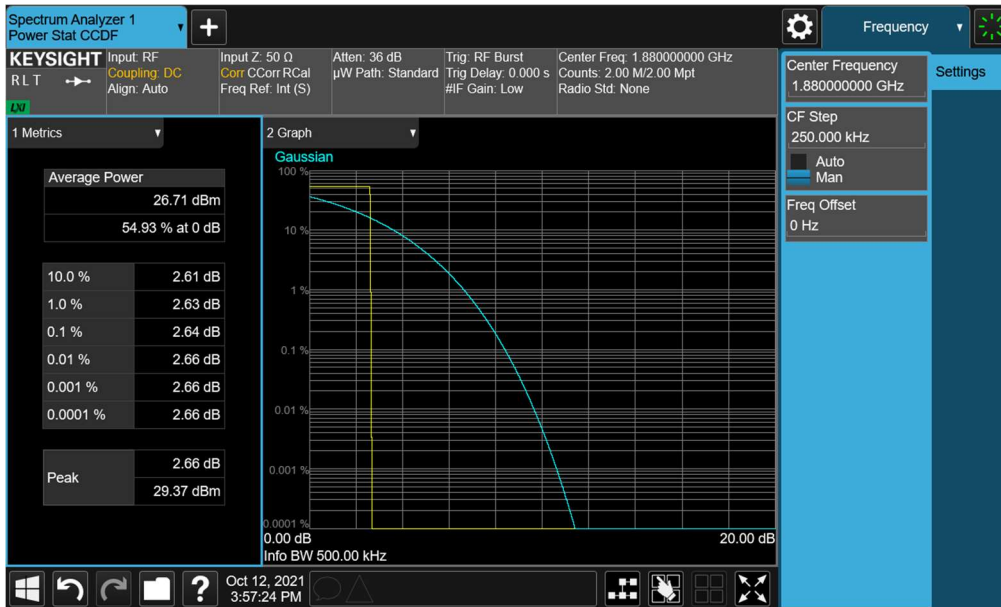 Spectrum Analyzer 1
Power Stat CCDF
Frequency
KEYSIGHT
RLT
LXI
Input: RF
Coupling: DC
Align: Auto
Input Z: 50 Ω
Corr CCorr RCal
Freq Ref: Int (S)
Atten: 36 dB
µW Path: Standard
Trig: RF Burst
Trig Delay: 0.000 s
#IF Gain: Low
Center Freq: 1.880000000 GHz
Counts: 2.00 M/2.00 Mpt
Radio Std: None
Center Frequency
1.880000000 GHz
Settings
CF Step
250.000 kHz
Auto
Man
Freq Offset
0 Hz
1 Metrics
Average Power
26.71 dBm
54.93 % at 0 dB
10.0 % 2.61 dB
1.0 % 2.63 dB
0.1 % 2.64 dB
0.01 % 2.66 dB
0.001 % 2.66 dB
0.0001 % 2.66 dB
Peak
2.66 dB
29.37 dBm
2 Graph
Gaussian
100 %
10 %
1 %
0.1 %
0.01 %
0.001 %
0.0001 %
0.00 dB 20.00 dB
Info BW 500.00 kHz
?
Oct 12, 2021
3:57:24 PM